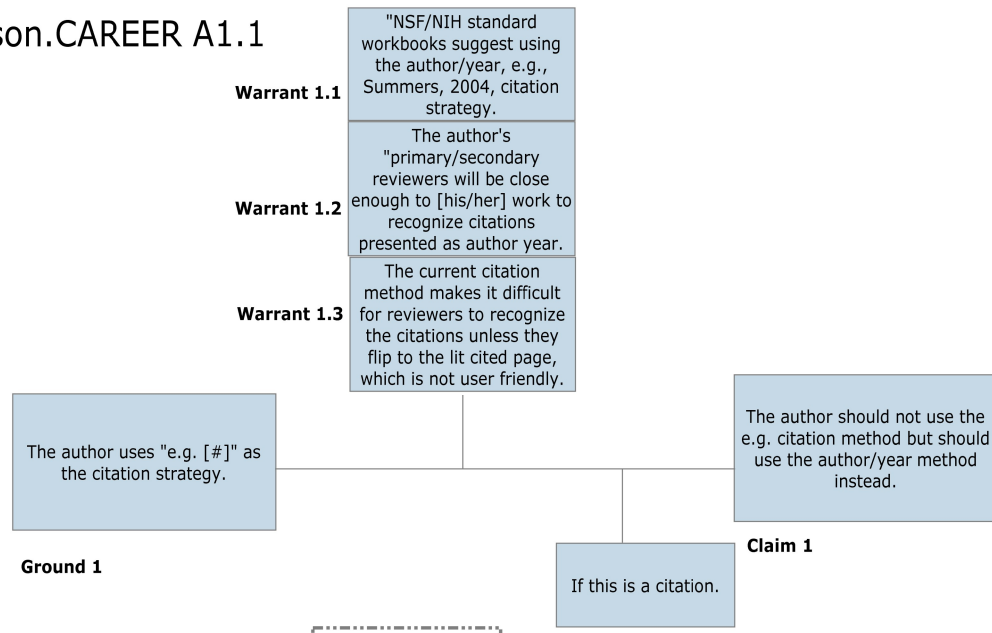 son.CAREER A1.1
Warrant 1.1
"NSF/NIH standard
workbooks suggest using
the author/year, e.g.,
Summers, 2004, citation
strategy.
Warrant 1.2
The author's
"primary/secondary
reviewers will be close
enough to [his/her] work to
recognize citations
presented as author year.
Warrant 1.3
The current citation
method makes it difficult
for reviewers to recognize
the citations unless they
flip to the lit cited page,
which is not user friendly.
The author uses "e.g. [#]" as
the citation strategy.
Ground 1
The author should not use the
e.g. citation method but should
use the author/year method
instead.
Claim 1
If this is a citation.